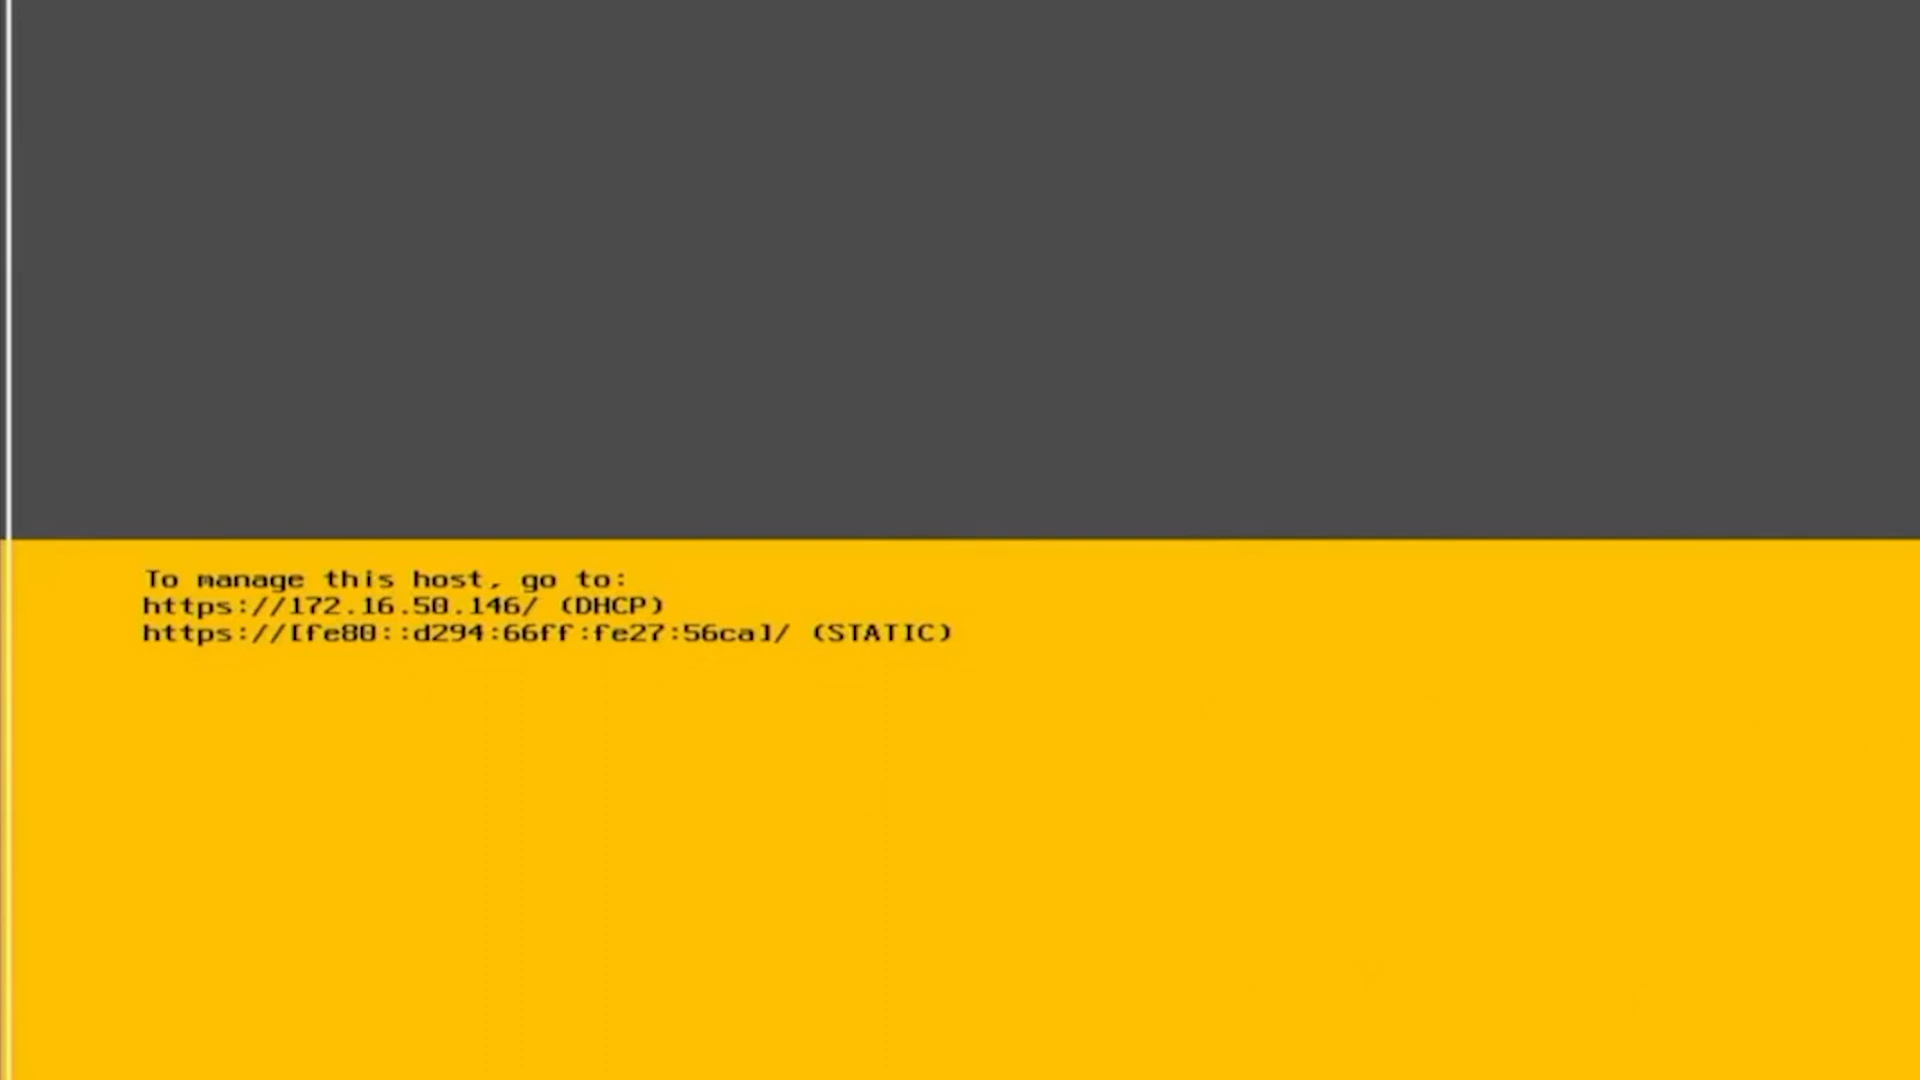 To manage this host, go to:
https://172.16.50.146/ (DHCP)
https://[fe80::d294:66ff:fe27:56ca]/ (STATIC)